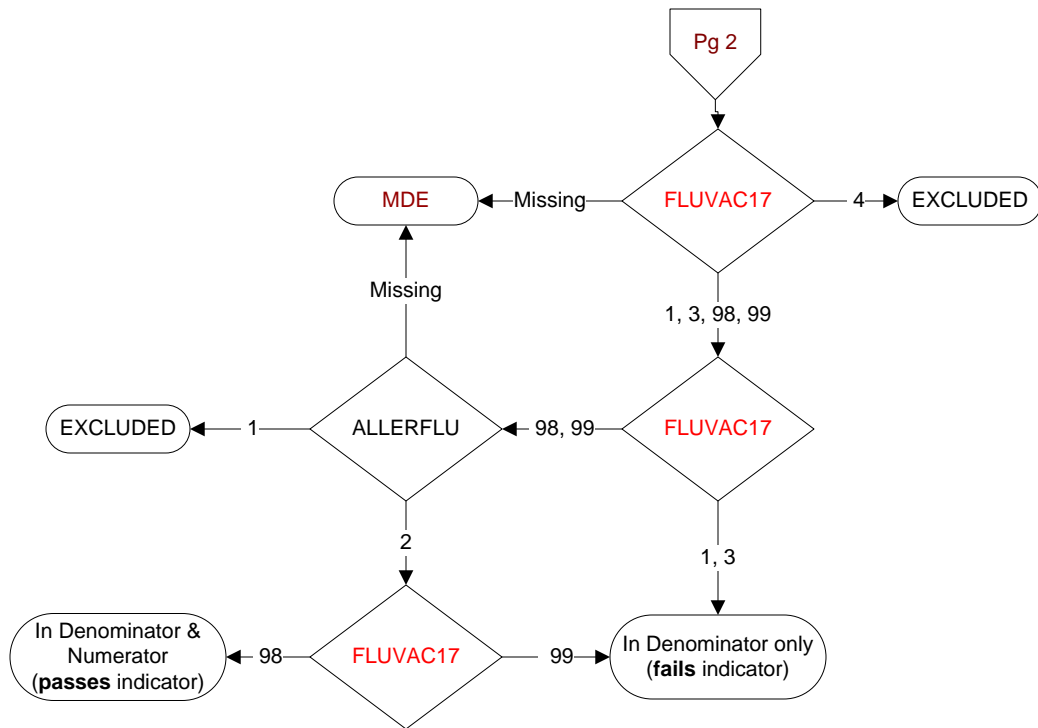 Pg 2
FLUVAC17
Missing
MDE
4
EXCLUDED
Missing
1, 3, 98, 99
FLUVAC17
98, 99
ALLERFLU
1
EXCLUDED
2
1, 3
FLUVAC17
98
In Denominator &
Numerator
(passes indicator)
99
In Denominator only
(fails indicator)